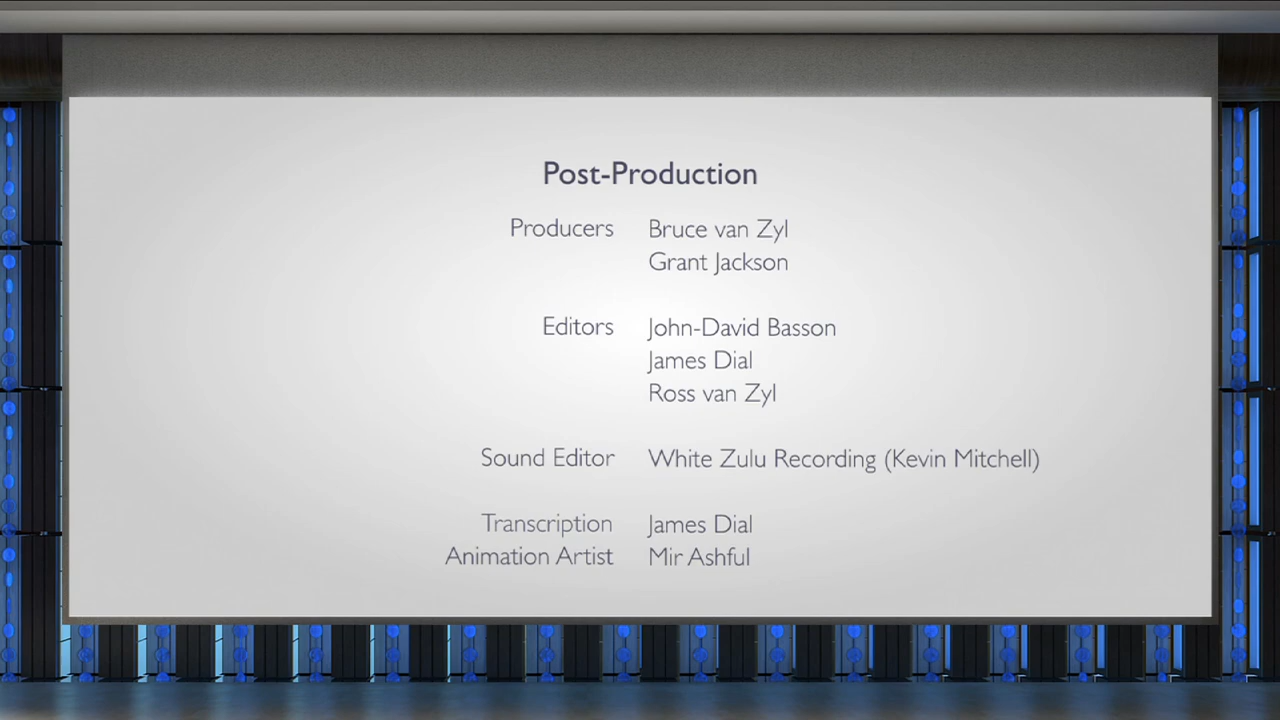 Post-Production
Producers Bruce van Zyl
Grant Jackson
Editors John-David Basson
James Dial
Ross van Zyl
Sound Editor White Zulu Recording (Kevin Mitchell)
Transcription James Dial
Animation Artist Mir Ashful